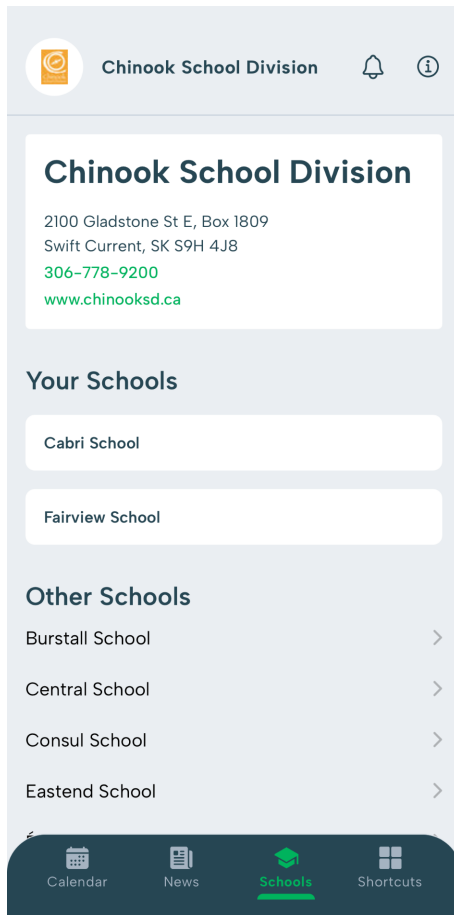 Chinook School Division
Chinook School Division
2100 Gladstone St E, Box 1809
Swift Current, SK S9H 4J8
306-778-9200
www.chinooksd.ca
Your Schools
Cabri School
Fairview School
Other Schools
Burstall School
Central School
Consul School
Eastend School
Calendar
News
Schools
Shortcuts